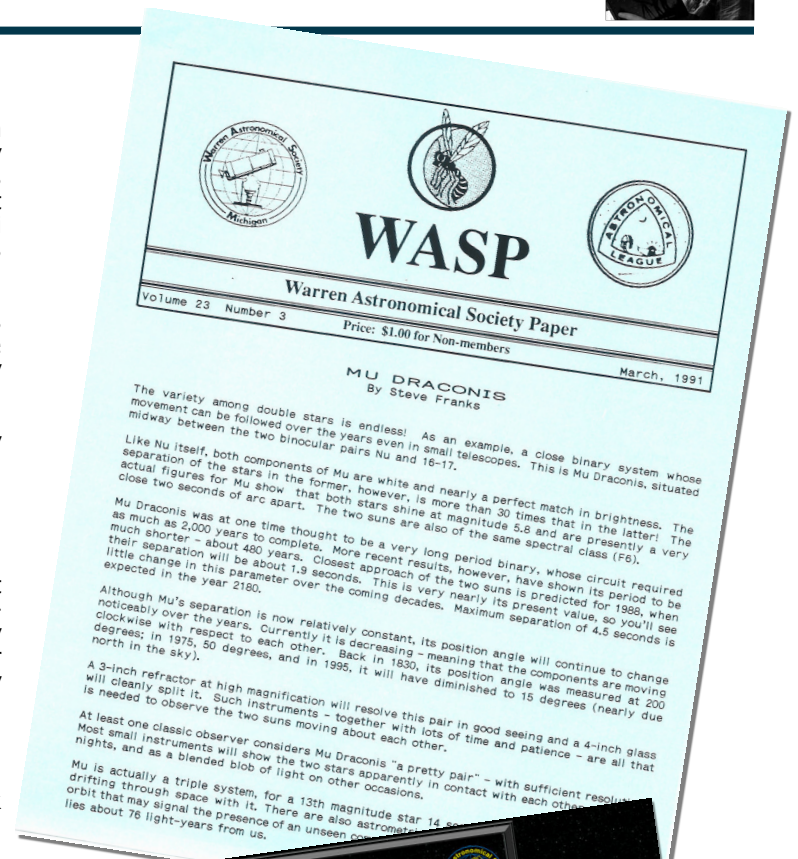 Warren Astronomical Society
Michigan
ASTRONOMICAL
LEAGUE
WASP
Warren Astronomical Society Paper
Volume 23 Number 3
Price: $1.00 for Non-members
March, 1991
MU DRACONIS
By Steve Franks
The variety among double stars is endless! As an example, a close binary system whose
movement can be followed over the years even in small telescopes. This is Mu Draconis, situated
midway between the two binocular pairs Nu and 16-17.
Like Nu itself, both components of Mu are white and nearly a perfect match in brightness. The
separation of the stars in the former, however, is more than 30 times that in the latter! The
actual figures for Mu show that both stars shine at magnitude 5.8 and are presently a very
close two seconds of arc apart. The two suns are also of the same spectral class (F6).
Mu Draconis was at one time thought to be a very long period binary, whose circuit required
as much as 2,000 years to complete. More recent results, however, have shown its period to be
much shorter - about 480 years. Closest approach of the two suns is predicted for 1988, when
their separation will be about 1.9 seconds. This is very nearly its present value, so you'll see
little change in this parameter over the coming decades. Maximum separation of 4.5 seconds is
expected in the year 2180.
Although Mu's separation is now relatively constant, its position angle will continue to change
noticeably over the years. Currently it is decreasing - meaning that the components are moving
clockwise with respect to each other. Back in 1830, its position angle was measured at 200
degrees; in 1975, 50 degrees, and in 1995, it will have diminished to 15 degrees (nearly due
north in the sky).
A 3-inch refractor at high magnification will resolve this pair in good seeing and a 4-inch glass
will cleanly split it. Such instruments - together with lots of time and patience - are all that
is needed to observe the two suns moving about each other.
At least one classic observer considers Mu Draconis "a pretty pair" - with sufficient
Most small instruments will show the two stars apparently in contact with each other
nights, and as a blended blob of light on other occasions.
Mu is actually a triple system, for a 13th magnitude star 14
drifting through space with it. There are also
orbit that may signal the presence of an unseen
lies about 76 light-years from us.